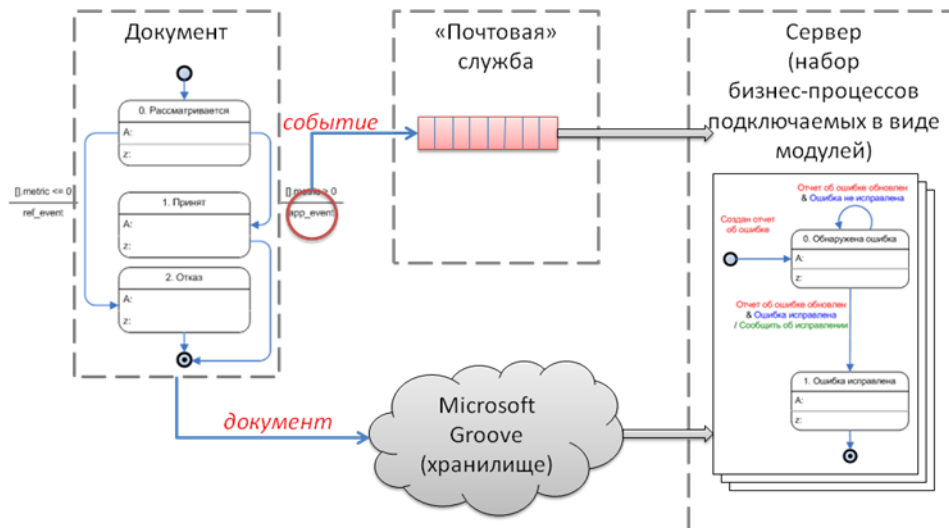 Документ
0. Рассматривается
A:
z:
[].metric <= 0
ref_event
1. Принят
A:
z:
2. Отказ
A:
z:
[].metric ≥ 0
app_event
событие
«Почтовая»
служба
документ
Microsoft
Groove
(хранилище)
Сервер
(набор
бизнес-процессов
подключаемых в виде
модулей)
Отчет об ошибке обновлен
& Ошибка не исправлена
Создан отчет
об ошибке
0. Обнаружена ошибка
A:
z:
Отчет об ошибке обновлен
& Ошибка исправлена
/ Сообщить об исправлении
1. Ошибка исправлена
A:
z: